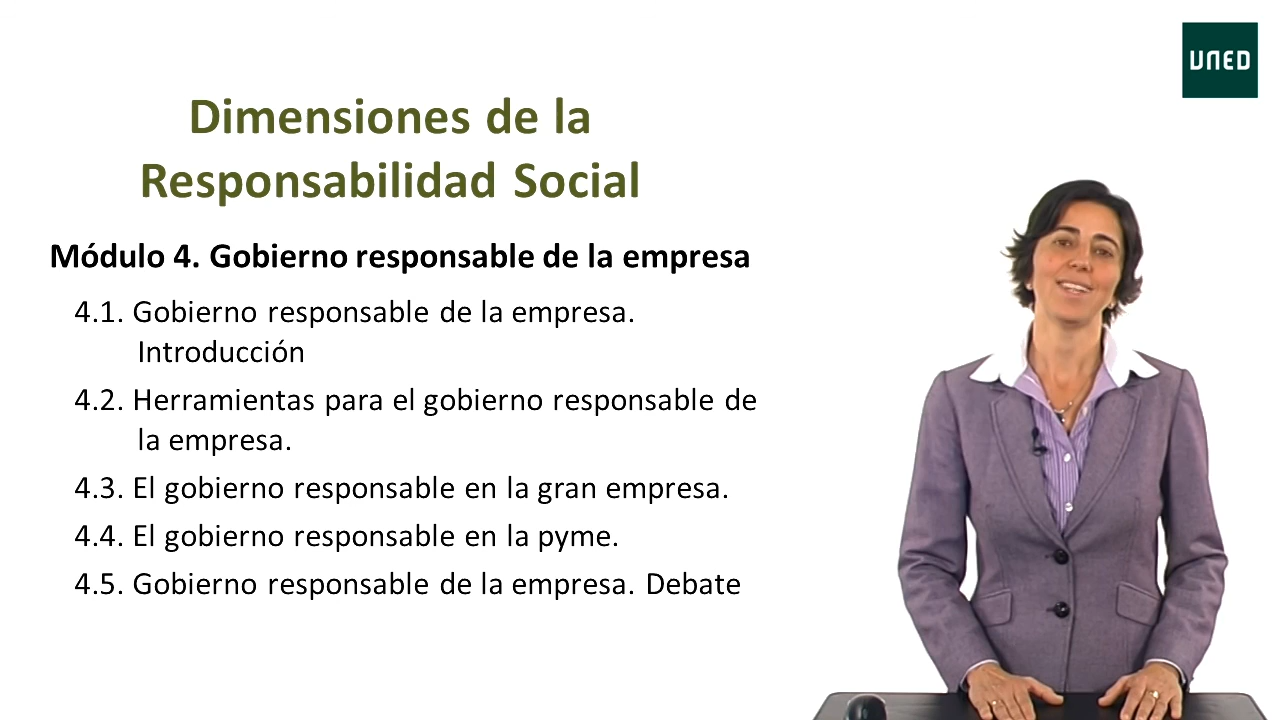 UNED
Dimensiones de la
Responsabilidad Social
Módulo 4. Gobierno responsable de la empresa
4.1. Gobierno responsable de la empresa.
Introducción
4.2. Herramientas para el gobierno responsable de
la empresa.
4.3. El gobierno responsable en la gran empresa.
4.4. El gobierno responsable en la pyme.
4.5. Gobierno responsable de la empresa. Debate